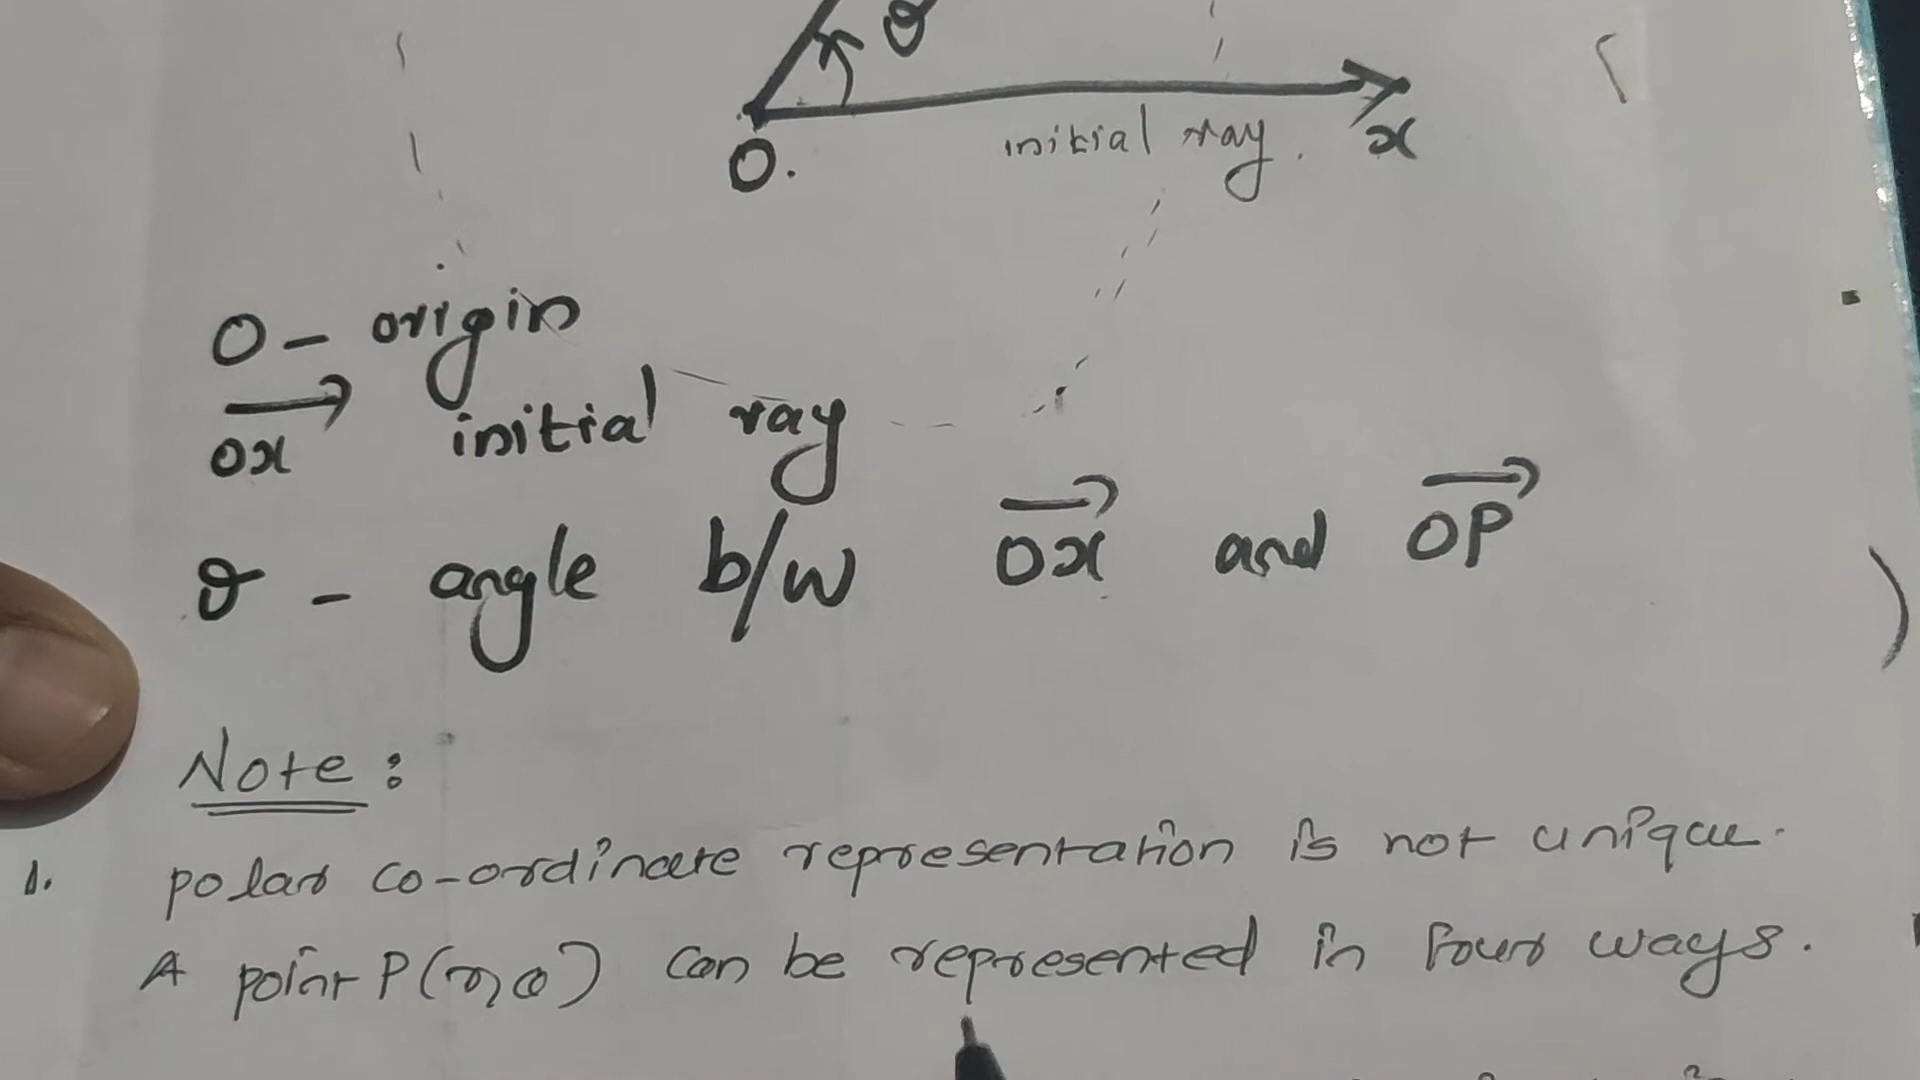 θ
O.
initial ray.
x
O - origin
OX initial ray
θ - angle b/w OX and OP
Note :
1. polar co-ordinate representation is not unique.
A point P(r, θ) can be represented in four ways.